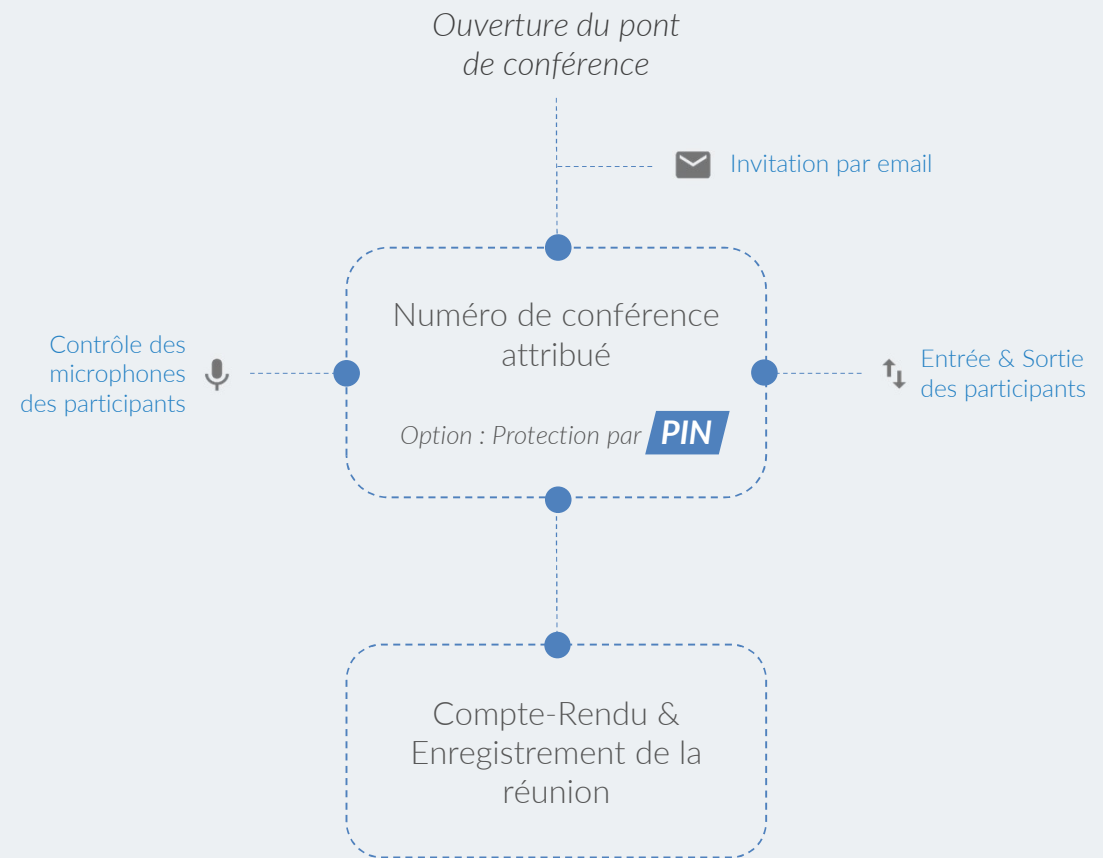 Ouverture du pont
de conférence
Invitation par email
Numéro de conférence
attribué
Option : Protection par PIN
Contrôle des
microphones
des participants
Entrée & Sortie
des participants
Compte-Rendu &
Enregistrement de la
réunion